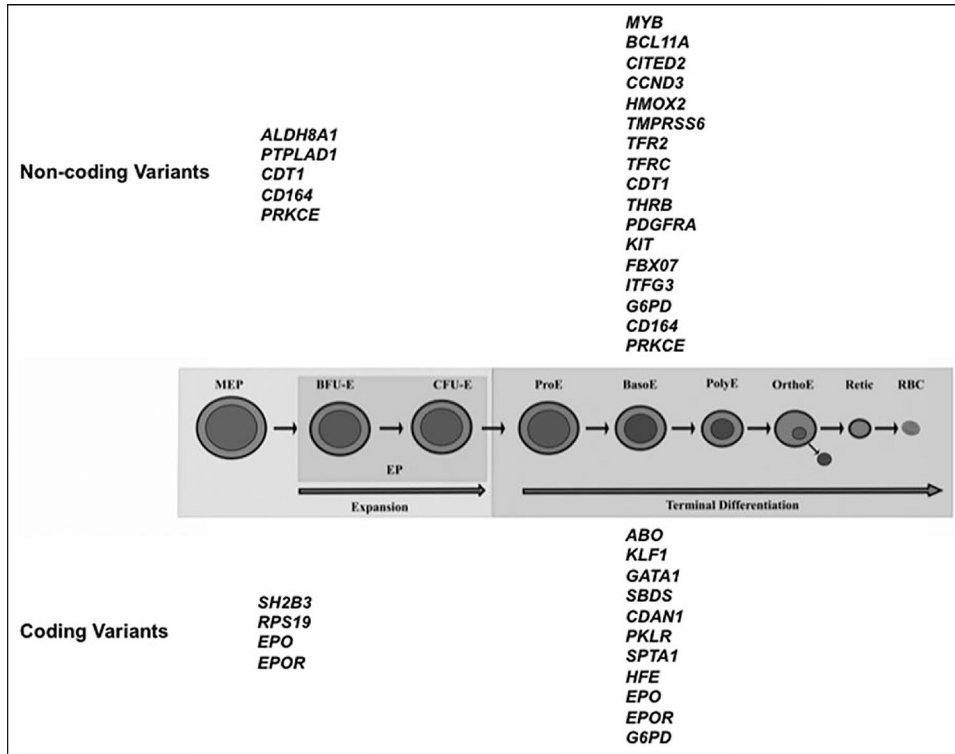 MYB
BCL11A
CITED2
CCND3
HMOX2
TMPRSS6
TFR2
TFRC
CDT1
THRB
PDGFRA
KIT
FBX07
ITFG3
G6PD
CD164
PRKCE
Non-coding Variants
ALDH8A1
PTPLAD1
CDT1
CD164
PRKCE
MEP BFU-E CFU-E ProE BasoE PolyE OrthoE Retic RBC
EP
Expansion Terminal Differentiation
Coding Variants
SH2B3
RPS19
EPO
EPOR
ABO
KLF1
GATA1
SBDS
CDAN1
PKLR
SPTA1
HFE
EPO
EPOR
G6PD